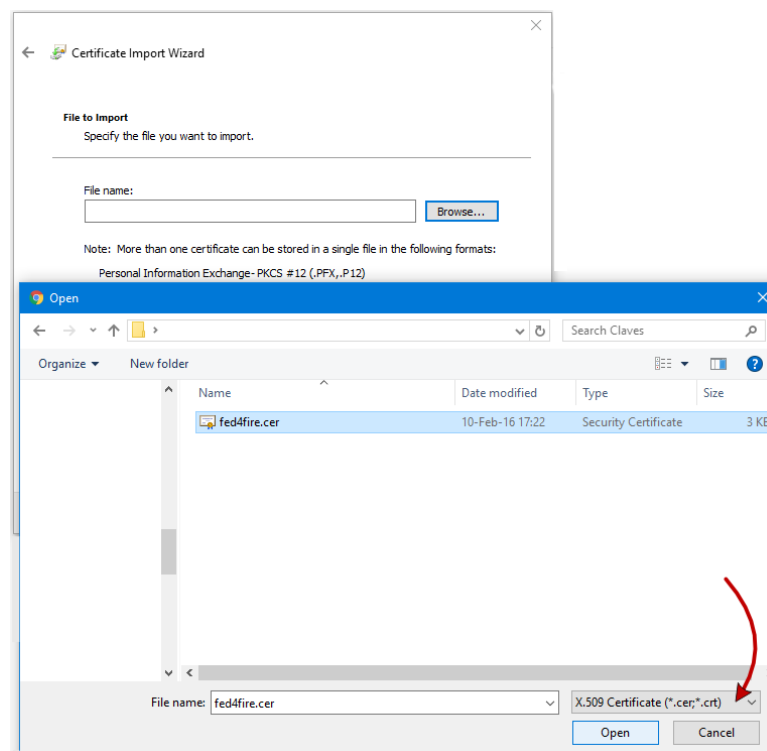 Certificate Import Wizard
File to Import
Specify the file you want to import.
File name:
Browse...
Note: More than one certificate can be stored in a single file in the following formats:
Personal Information Exchange- PKCS #12 (.PFX,.P12)
Open
Search Claves
Organize New folder ?
Name Date modified Type Size
fed4fire.cer 10-Feb-16 17:22 Security Certificate 3 KB
File name: fed4fire.cer X.509 Certificate (*.cer;*.crt)
Open Cancel